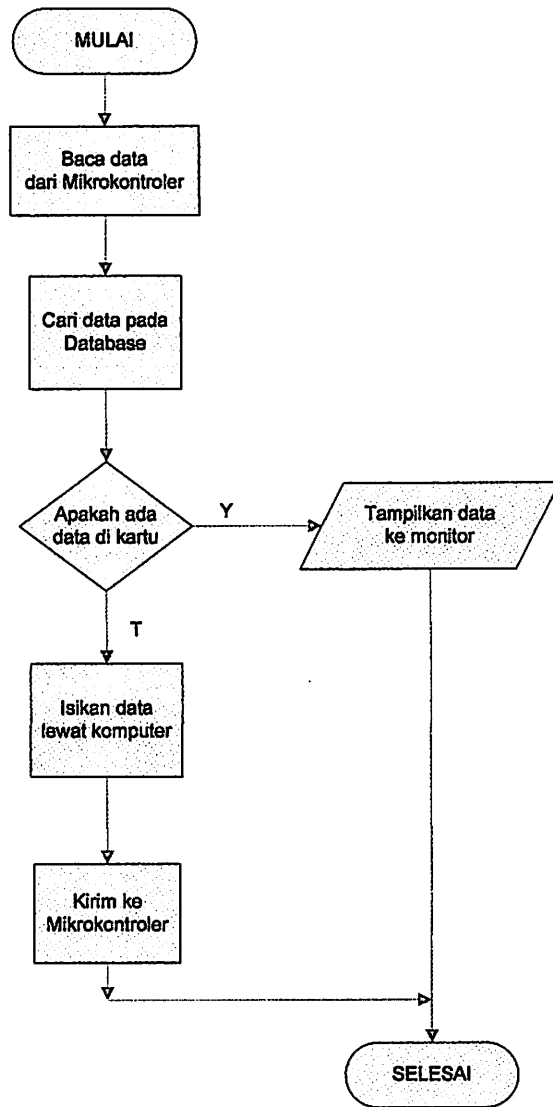 MULAI
Baca data
dari Mikrokontroler
Cari data pada
Database
Apakah ada
data di kartu
Y
Tampilkan data
ke monitor
T
Isikan data
lewat komputer
Kirim ke
Mikrokontroler
SELESAI